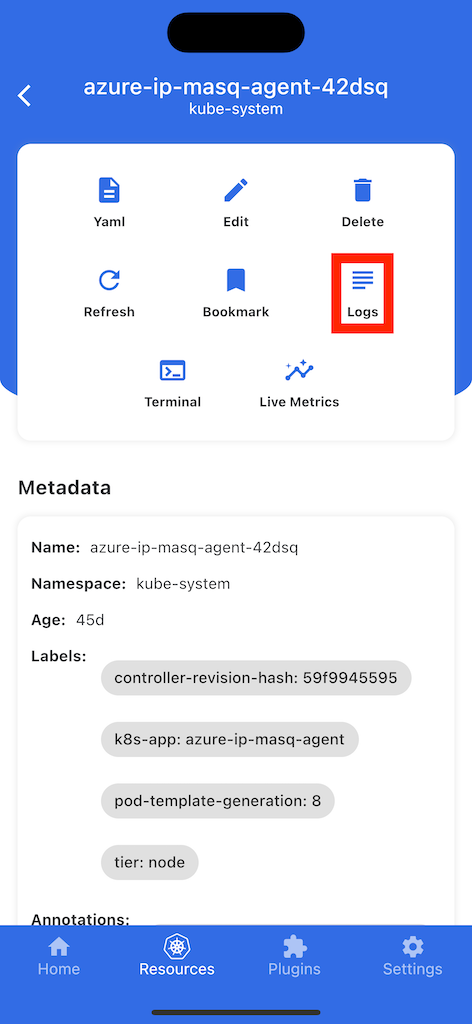 azure-ip-masq-agent-42dsq
kube-system
Yaml
Edit
Delete
Refresh
Bookmark
Logs
Terminal
Live Metrics
Metadata
Name: azure-ip-masq-agent-42dsq
Namespace: kube-system
Age: 45d
Labels:
controller-revision-hash: 59f9945595
k8s-app: azure-ip-masq-agent
pod-template-generation: 8
tier: node
Annotations:
Home
Resources
Plugins
Settings